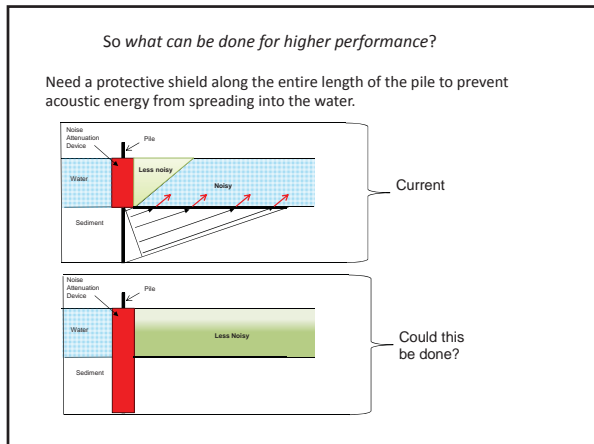 So what can be done for higher performance?
Need a protective shield along the entire length of the pile to prevent
acoustic energy from spreading into the water.
Noise
Attenuation
Device
Pile
Water
Less noisy
Noisy
Sediment
Current
Noise
Attenuation
Device
Pile
Water
Less Noisy
Sediment
Could this
be done?